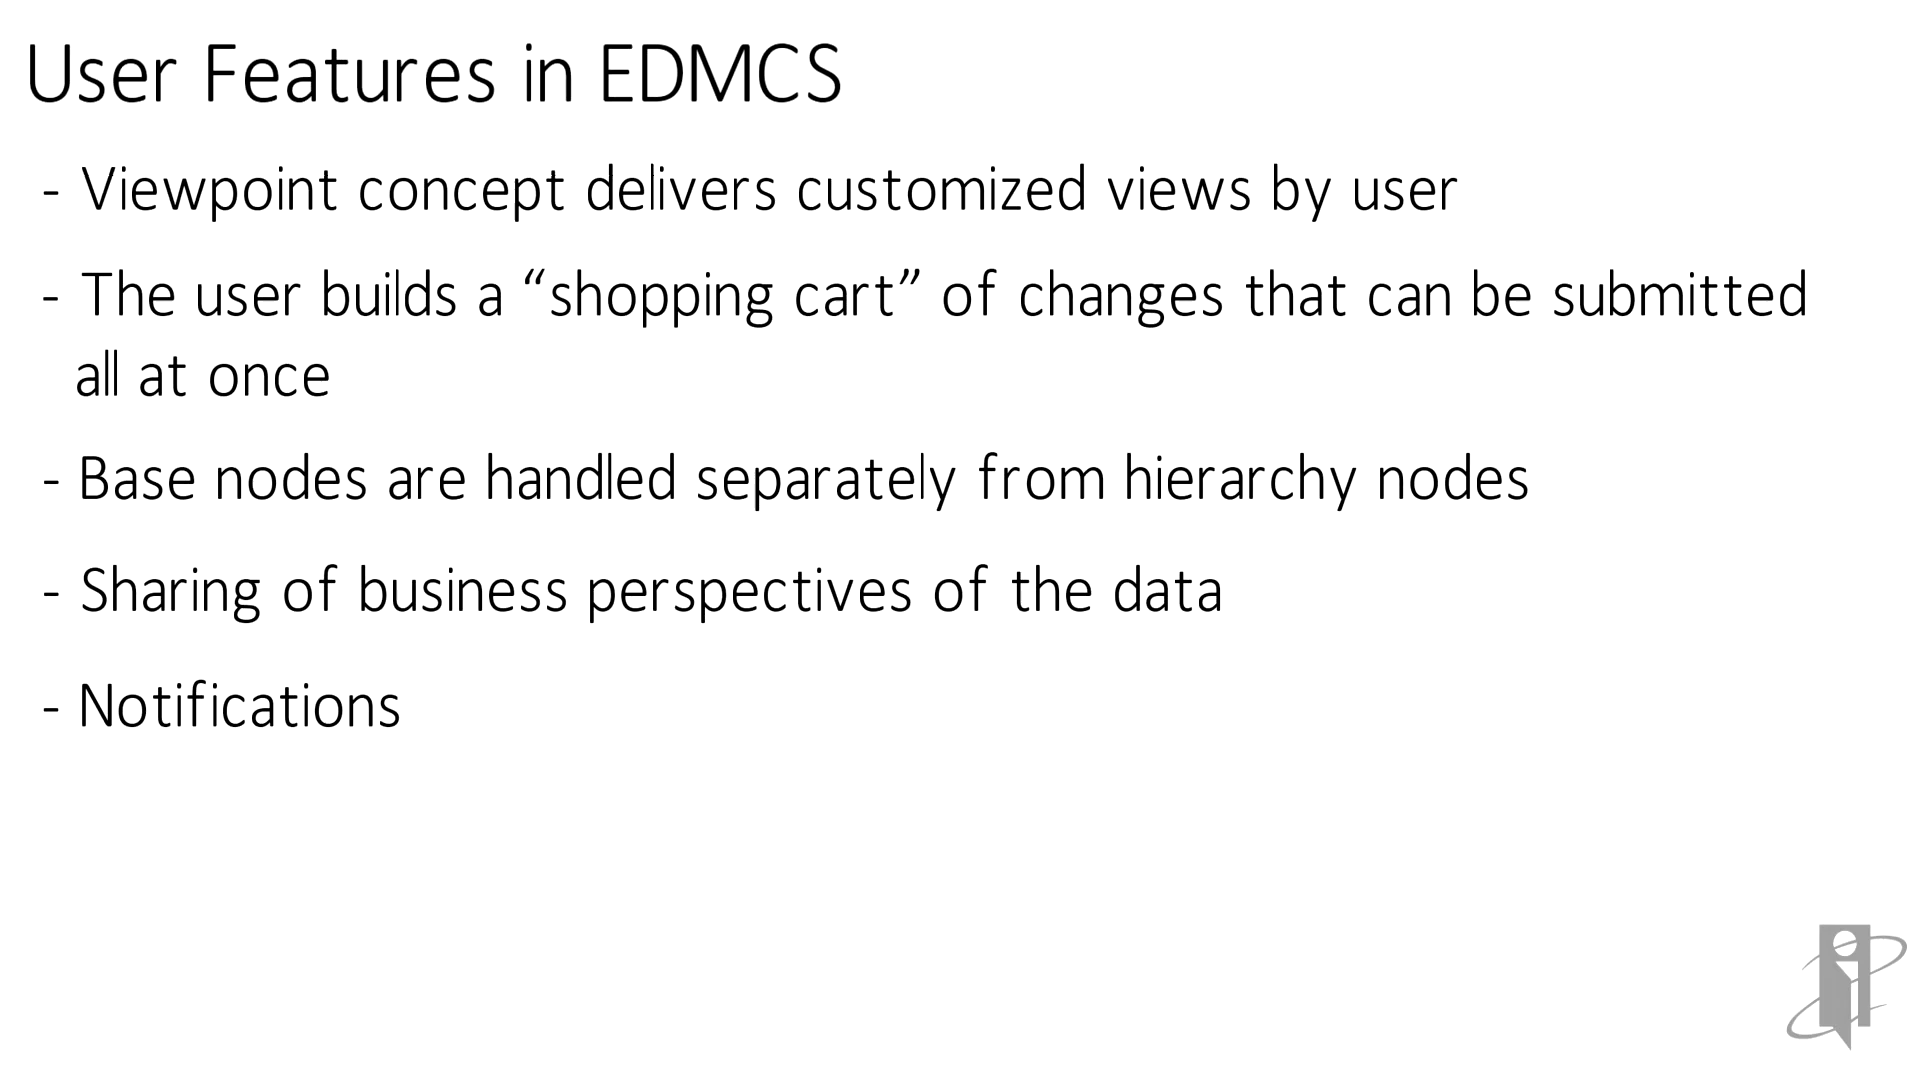 User Features in EDMCS
- Viewpoint concept delivers customized views by user
- The user builds a “shopping cart” of changes that can be submitted
all at once
- Base nodes are handled separately from hierarchy nodes
- Sharing of business perspectives of the data
- Notifications